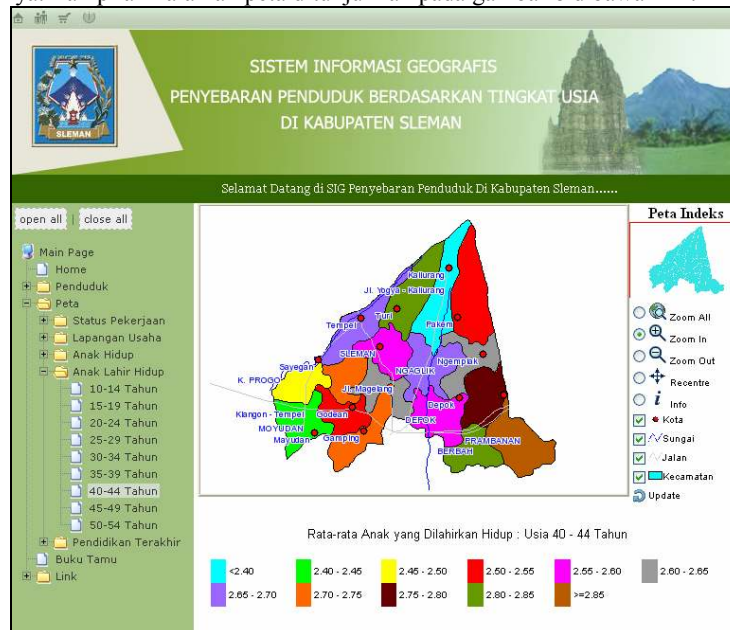 SISTEM INFORMASI GEOGRAFIS
PENYEBARAN PENDUDUK BERDASARKAN TINGKAT USIA
DI KABUPATEN SLEMAN
SLEMAN
Selamat Datang di SIG Penyebaran Penduduk Di Kabupaten Sleman......
open all | close all
Main Page
Home
Penduduk
Peta
Status Pekerjaan
Lapangan Usaha
Anak Hidup
Anak Lahir Hidup
10-14 Tahun
15-19 Tahun
20-24 Tahun
25-29 Tahun
30-34 Tahun
35-39 Tahun
40-44 Tahun
45-49 Tahun
50-54 Tahun
Pendidikan Terakhir
Buku Tamu
Link
Kaliurang
Jl. Yogya - Kaliurang
Turi
Tempel
Pakem
SLEMAN
Ngemplak
Sayegan
NGAGLIK
K. PROGO
Jl. Magelang
Klangon - Tempel
Godean
Depok
DEPOK
MOYUDAN
Mayudan
Gamping
PRAMBANAN
BERBAH
Peta Indeks
Zoom All
Zoom In
Zoom Out
Recentre
Info
Kota
Sungai
Jalan
Kecamatan
Update
Rata-rata Anak yang Dilahirkan Hidup : Usia 40 - 44 Tahun
<2.40 2.40 - 2.45 2.45 - 2.50 2.50 - 2.55 2.55 - 2.60 2.60 - 2.65
2.65 - 2.70 2.70 - 2.75 2.75 - 2.80 2.80 - 2.85 >=2.85